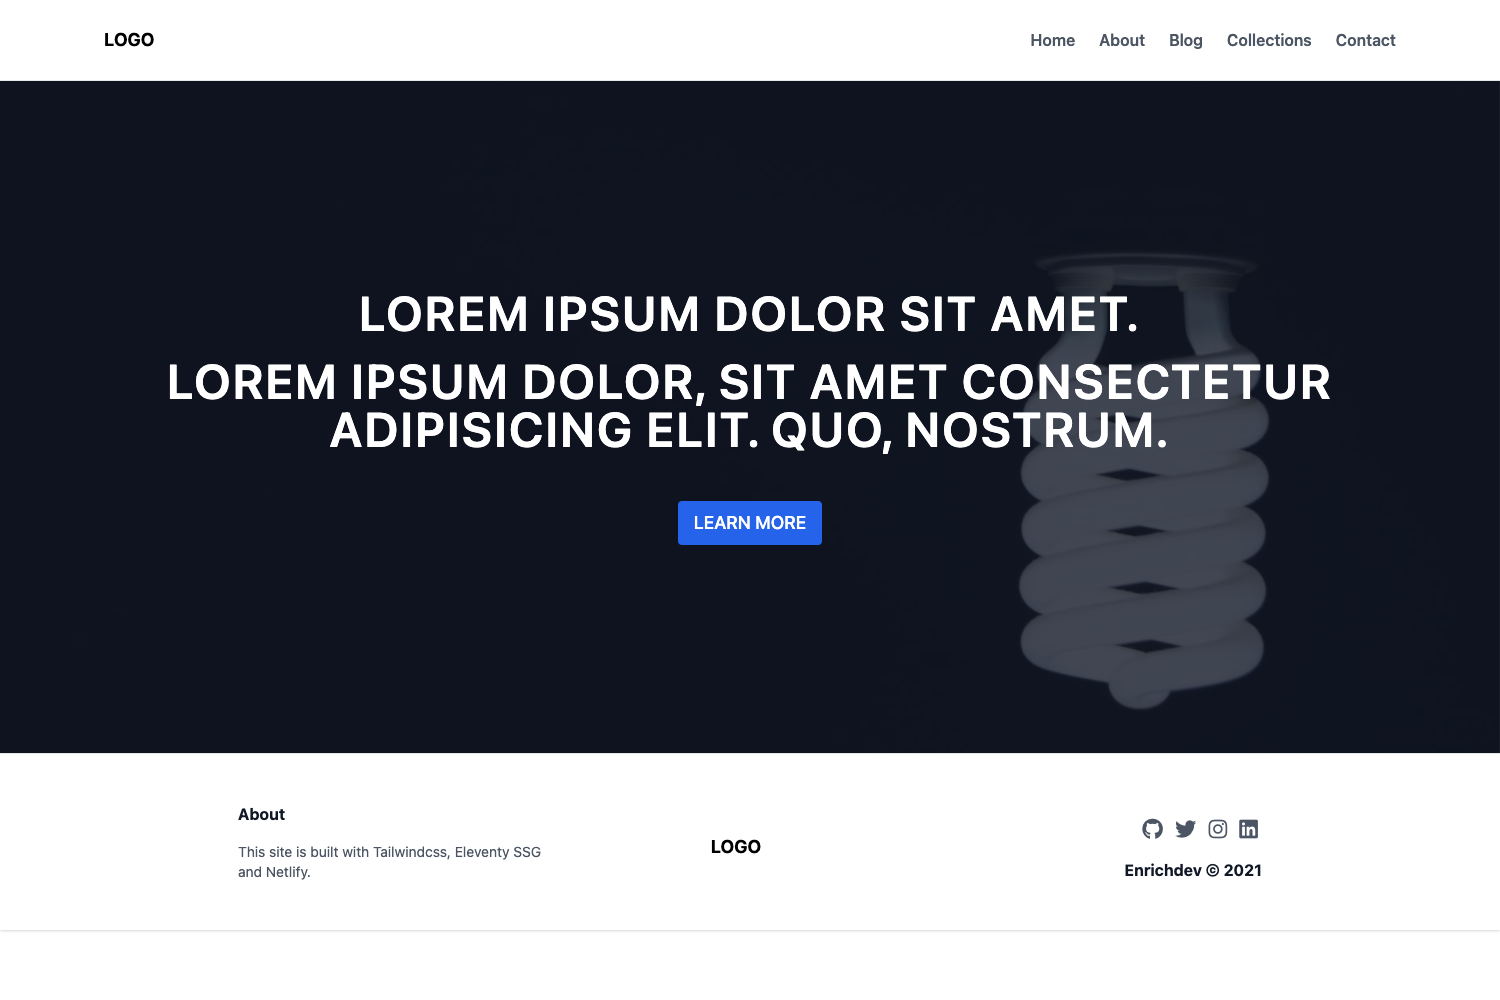 LOGO
Home About Blog Collections Contact
LOREM IPSUM DOLOR SIT AMET.
LOREM IPSUM DOLOR, SIT AMET CONSECTETUR
ADIPISICING ELIT. QUO, NOSTRUM.
LEARN MORE
About
This site is built with Tailwindcss, Eleventy SSG
and Netlify.
LOGO
Enrichdev © 2021